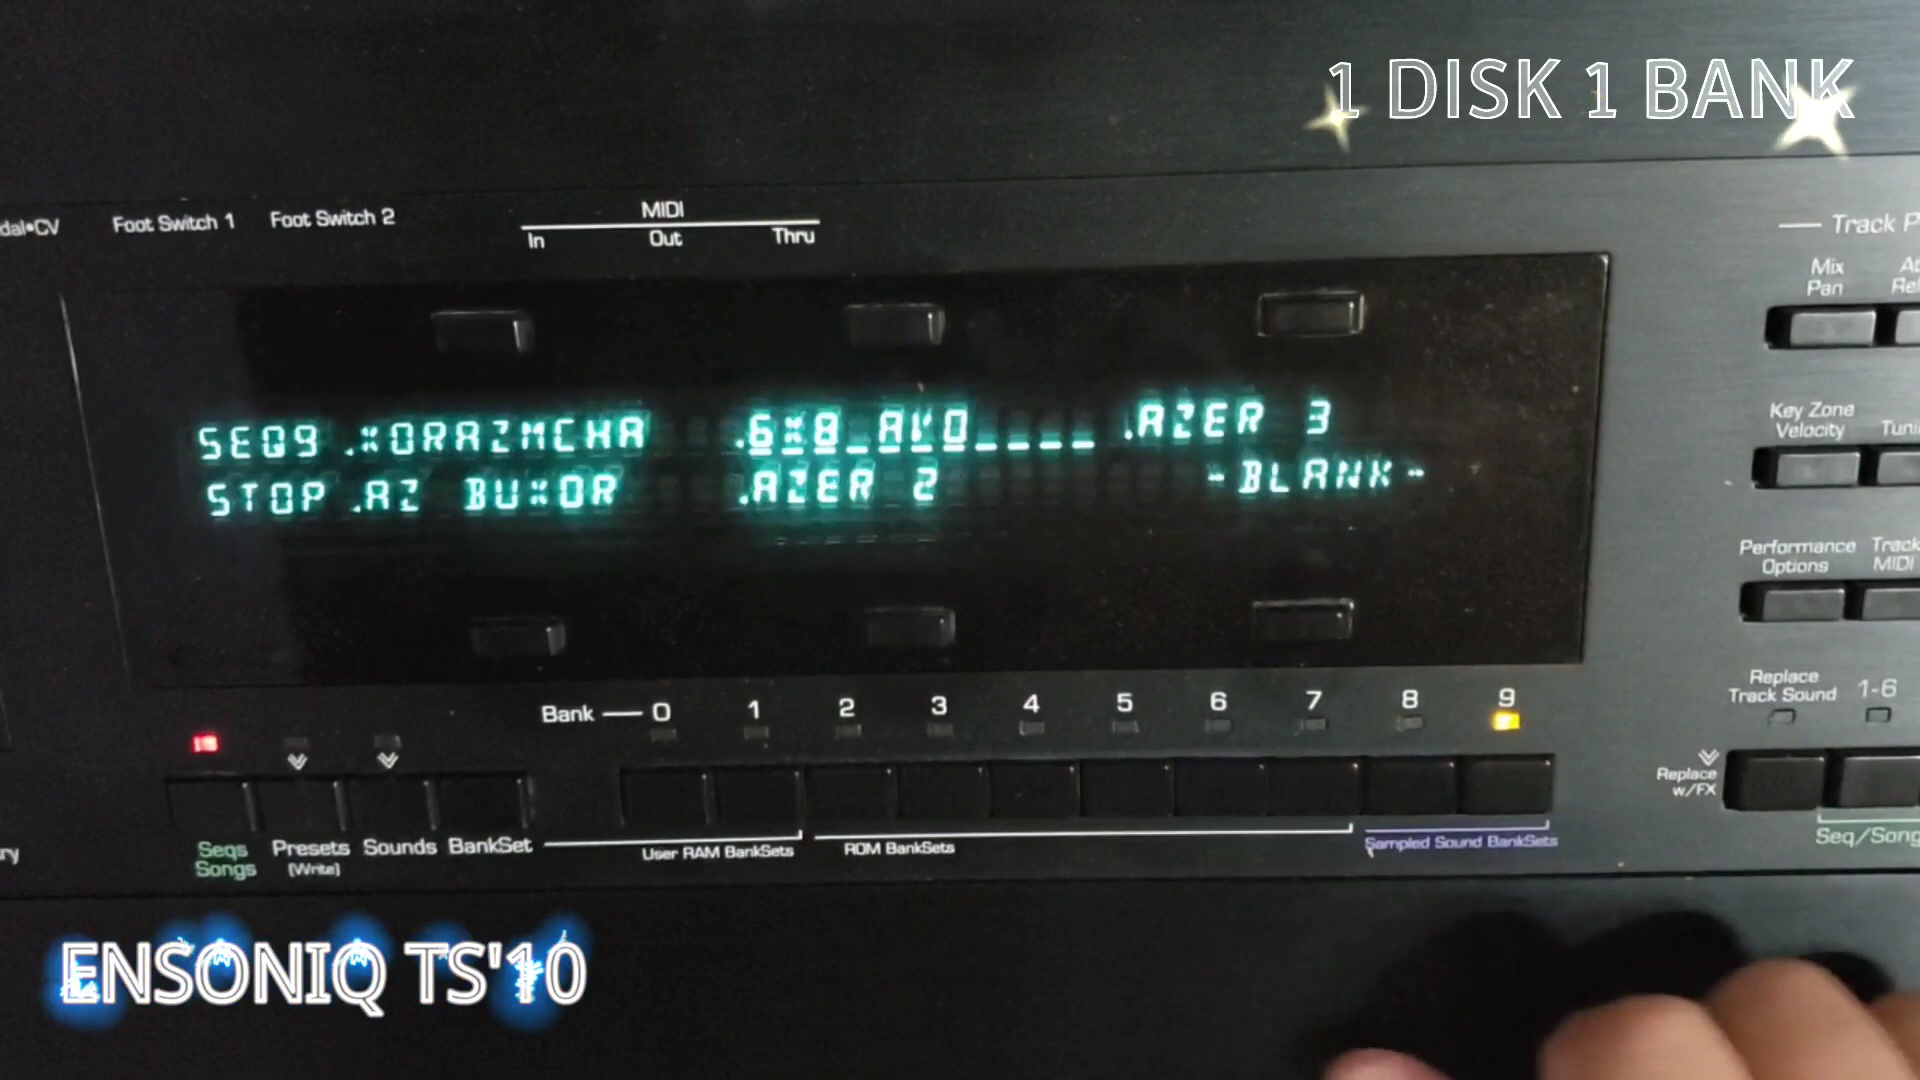 1 DISK 1 BANK
dal•CV Foot Switch 1 Foot Switch 2
MIDI
In Out Thru
Track P
Mix
Pan
SEQ9 .XORAZMCHA .6X8_AVO____ .AZER 3
STOP .AZ BUXOR .AZER 2 -BLANK-
Key Zone
Velocity
Performance
Options
Track
MIDI
Replace
Track Sound
1-6
Bank 0 1 2 3 4 5 6 7 8 9
Replace
w/FX
Seqs
Songs
Presets
(Write)
Sounds BankSet
User RAM BankSets ROM BankSets Sampled Sound BankSets
Seq/Song
ENSONIQ TS'10